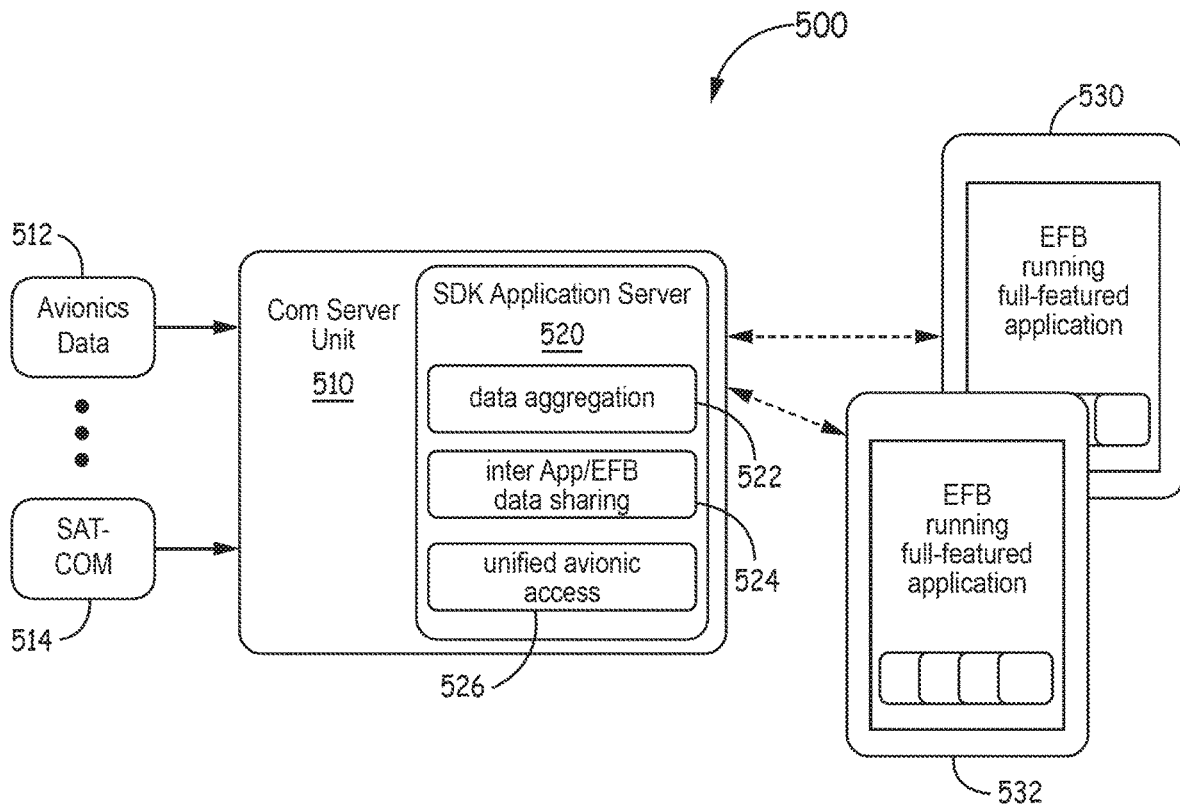 500
530
512
Avionics
Data
SAT-
COM
514
Com Server
Unit
510
SDK Application Server
520
data aggregation
522
inter App/EFB
data sharing
524
unified avionic
access
526
EFB
running
full-featured
application
EFB
running
full-featured
application
532